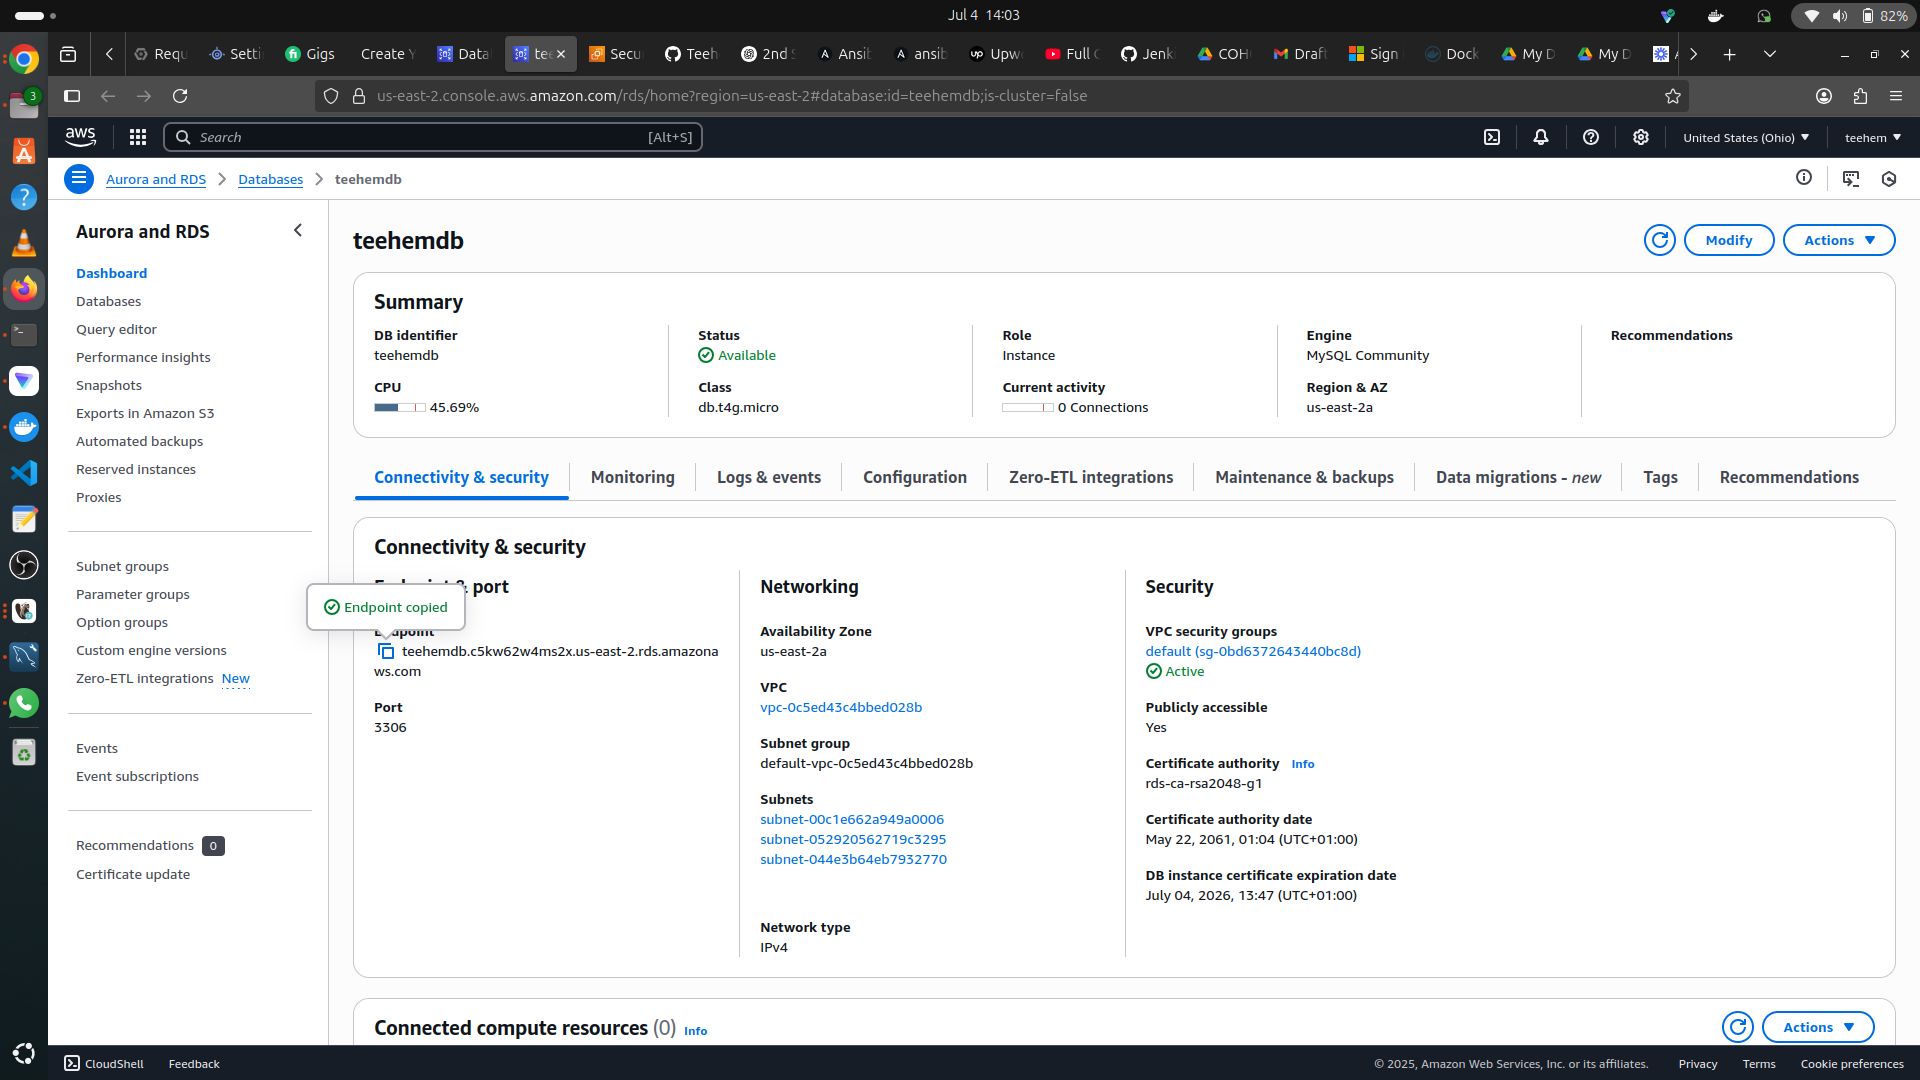 Jul 4 14:03
82%
Requ
Setti
Gigs
Create Y
Data
tee
Secu
Teeh
2nd S
Ansib
ansib
Upwo
Full C
Jenk
COH
Draft
Sign
Dock
My D
My D
us-east-2.console.aws.amazon.com/rds/home?region=us-east-2#database:id=teehemdb;is-cluster=false
3
aws
Search
[Alt+S]
United States (Ohio)
teehem
Aurora and RDS
Databases
teehemdb
Aurora and RDS
Dashboard
Databases
Query editor
Performance insights
Snapshots
Exports in Amazon S3
Automated backups
Reserved instances
Proxies
Subnet groups
Parameter groups
Option groups
Custom engine versions
Zero-ETL integrations New
Events
Event subscriptions
Recommendations 0
Certificate update
teehemdb
Modify
Actions
Summary
DB identifier
teehemdb
Status
Available
Role
Instance
Engine
MySQL Community
Recommendations
CPU
45.69%
Class
db.t4g.micro
Current activity
0 Connections
Region & AZ
us-east-2a
Connectivity & security
Monitoring
Logs & events
Configuration
Zero-ETL integrations
Maintenance & backups
Data migrations - new
Tags
Recommendations
Connectivity & security
Endpoint & port
Endpoint copied
Endpoint
teehemdb.c5kw62w4ms2x.us-east-2.rds.amazona
ws.com
Port
3306
Networking
Availability Zone
us-east-2a
VPC
vpc-0c5ed43c4bbed028b
Subnet group
default-vpc-0c5ed43c4bbed028b
Subnets
subnet-00c1e662a949a0006
subnet-052920562719c3295
subnet-044e3b64eb7932770
Network type
IPv4
Security
VPC security groups
default (sg-0bd6372643440bc8d)
Active
Publicly accessible
Yes
Certificate authority Info
rds-ca-rsa2048-g1
Certificate authority date
May 22, 2061, 01:04 (UTC+01:00)
DB instance certificate expiration date
July 04, 2026, 13:47 (UTC+01:00)
Connected compute resources (0) Info
Actions
CloudShell
Feedback
© 2025, Amazon Web Services, Inc. or its affiliates.
Privacy
Terms
Cookie preferences